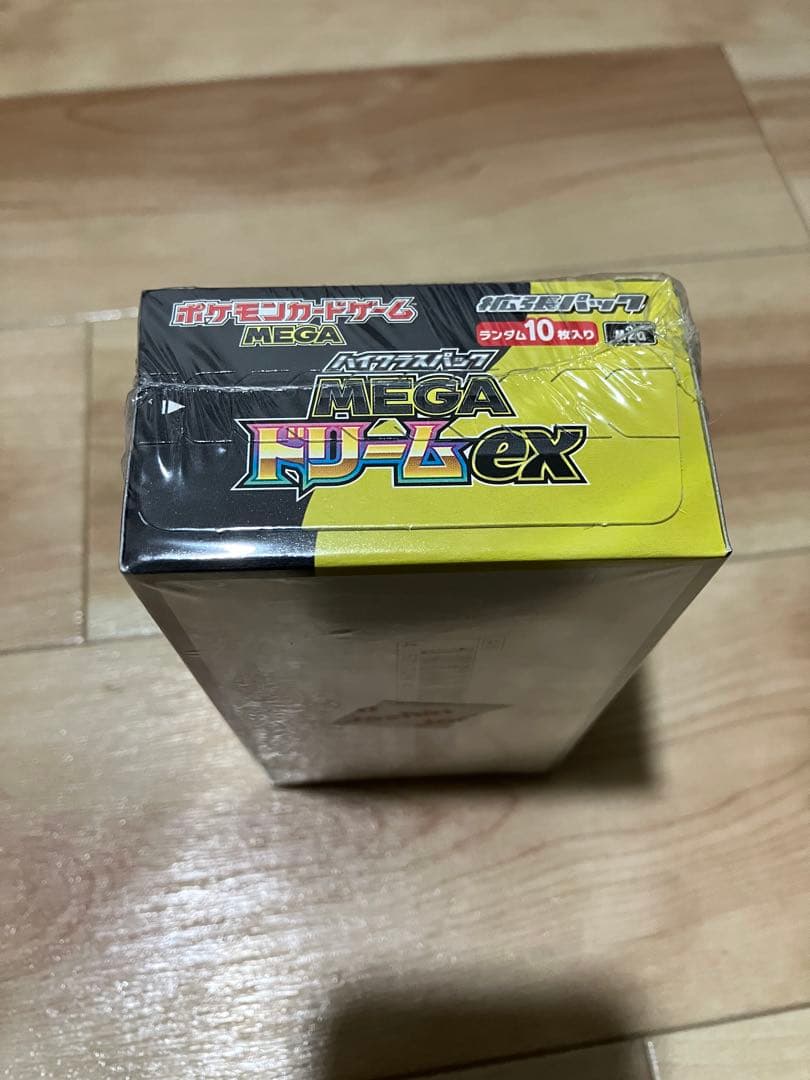 ポケモンカードゲーム
MEGA
拡張パック
ランダム10枚入り
M2a
ハイクラスパック
MEGA
ドリームex